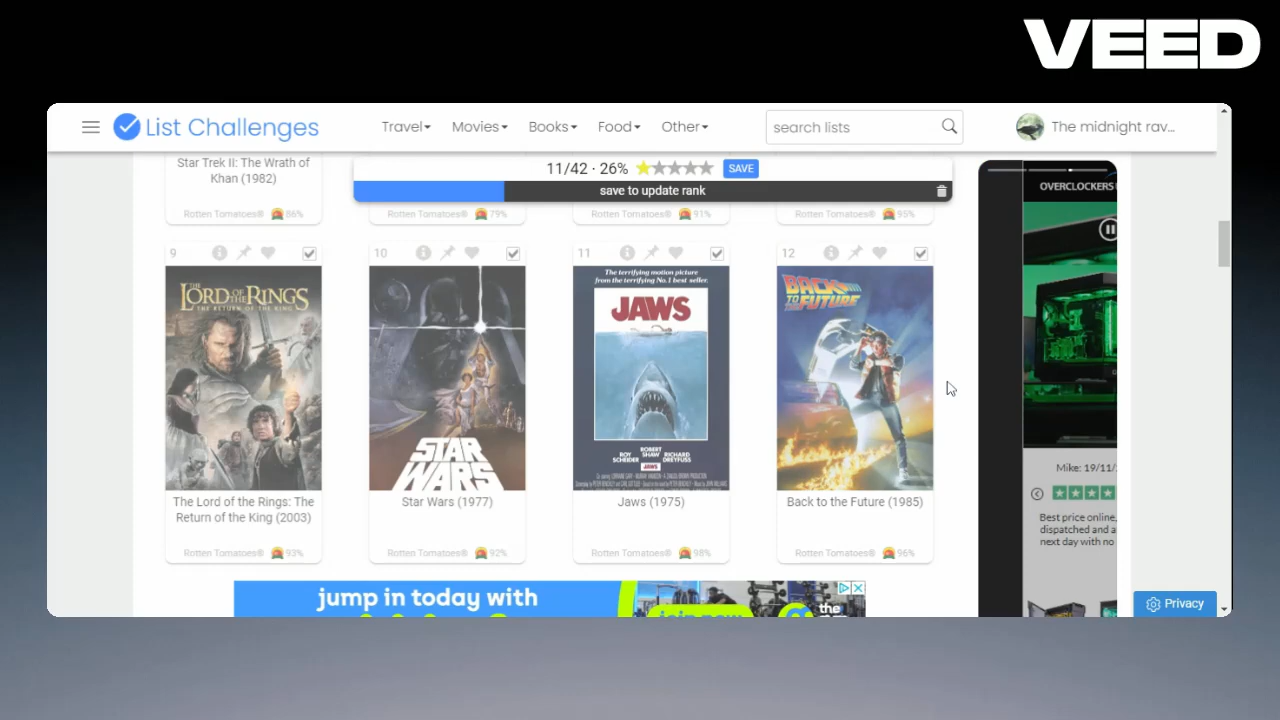 VEED
List Challenges
Travel
Movies
Books
Food
Other
search lists
The midnight rav...
Star Trek II: The Wrath of
Khan (1982)
11/42 · 26%
SAVE
save to update rank
OVERCLOCKERS
Rotten Tomatoes® 86%
Rotten Tomatoes® 79%
Rotten Tomatoes® 91%
Rotten Tomatoes® 95%
9
10
11
12
THE LORD OF THE RINGS
THE RETURN OF THE KING
STAR
WARS
The terrifying motion picture
from the terrifying No.1 best seller.
JAWS
ROY SCHEIDER
ROBERT SHAW
RICHARD DREYFUSS
JAWS
BACK
TO THE
FUTURE
The Lord of the Rings: The
Return of the King (2003)
Star Wars (1977)
Jaws (1975)
Back to the Future (1985)
Rotten Tomatoes® 93%
Rotten Tomatoes® 92%
Rotten Tomatoes® 98%
Rotten Tomatoes® 96%
Mike: 19/11/
Best price online,
dispatched and a
next day with no
jump in today with
join now
the
Privacy